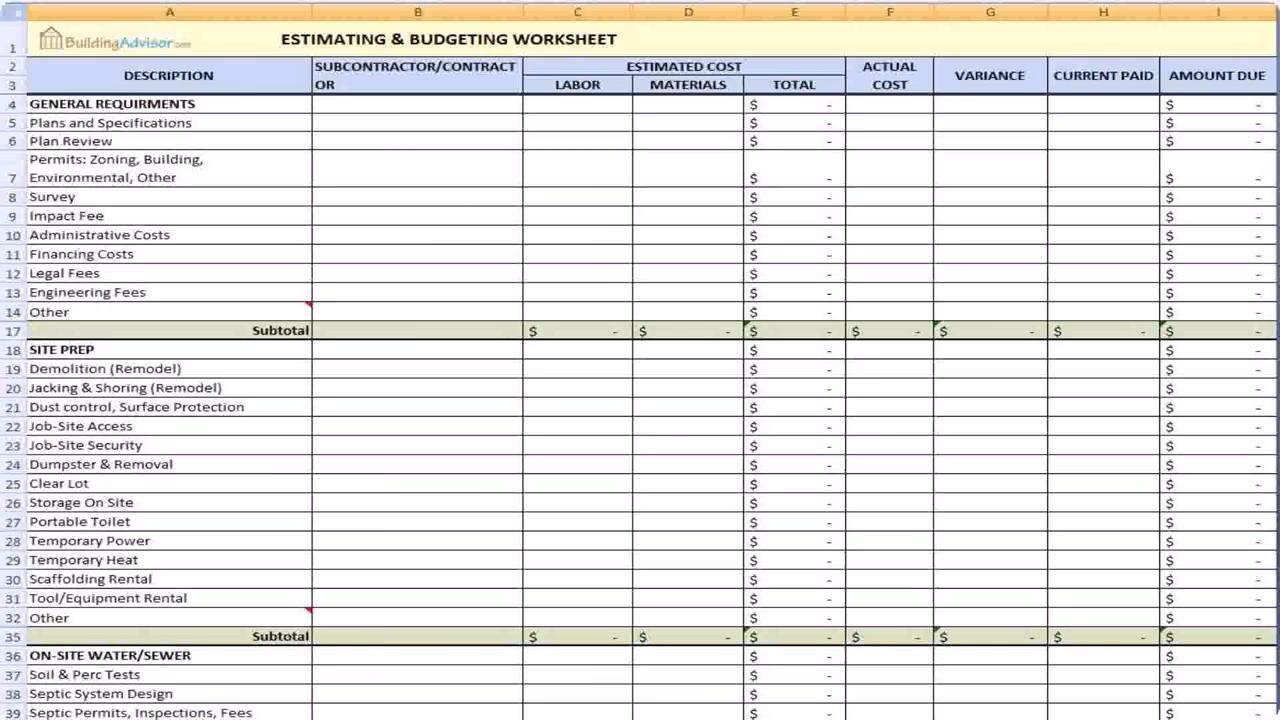 A B C D E F G H I
1 BuildingAdvisor.com ESTIMATING & BUDGETING WORKSHEET
2 DESCRIPTION SUBCONTRACTOR/CONTRACT ESTIMATED COST ACTUAL VARIANCE CURRENT PAID AMOUNT DUE
3 OR LABOR MATERIALS TOTAL COST
4 GENERAL REQUIRMENTS $ - $ -
5 Plans and Specifications $ - $ -
6 Plan Review $ - $ -
Permits: Zoning, Building,
7 Environmental, Other $ - $ -
8 Survey $ - $ -
9 Impact Fee $ - $ -
10 Administrative Costs $ - $ -
11 Financing Costs $ - $ -
12 Legal Fees $ - $ -
13 Engineering Fees $ - $ -
14 Other $ - $ -
17 Subtotal $ - $ - $ - $ - $ - $ - $ -
18 SITE PREP $ - $ -
19 Demolition (Remodel) $ - $ -
20 Jacking & Shoring (Remodel) $ - $ -
21 Dust control, Surface Protection $ - $ -
22 Job-Site Access $ - $ -
23 Job-Site Security $ - $ -
24 Dumpster & Removal $ - $ -
25 Clear Lot $ - $ -
26 Storage On Site $ - $ -
27 Portable Toilet $ - $ -
28 Temporary Power $ - $ -
29 Temporary Heat $ - $ -
30 Scaffolding Rental $ - $ -
31 Tool/Equipment Rental $ - $ -
32 Other $ - $ -
35 Subtotal $ - $ - $ - $ - $ - $ - $ -
36 ON-SITE WATER/SEWER $ - $ -
37 Soil & Perc Tests $ - $ -
38 Septic System Design $ - $ -
39 Septic Permits, Inspections, Fees $ - $ -